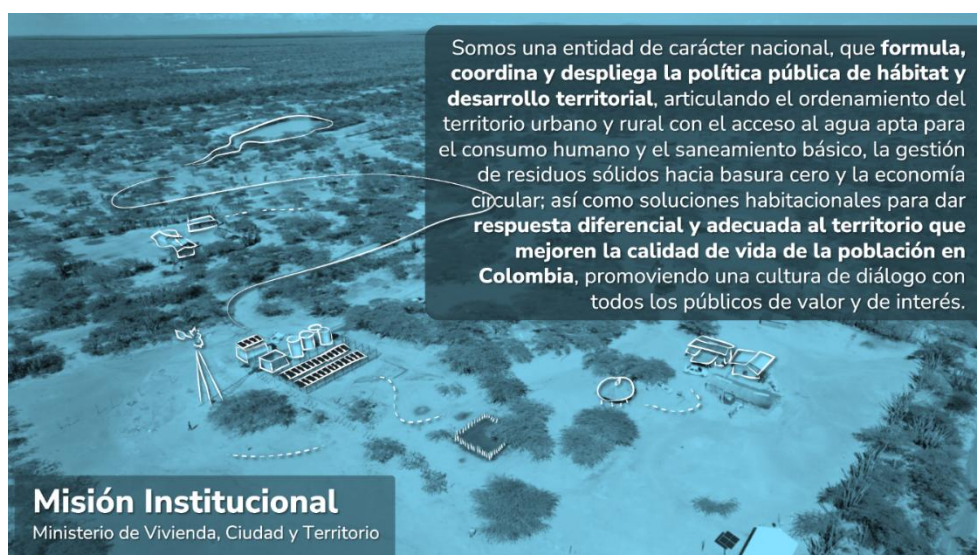 Somos una entidad de carácter nacional, que formula,
coordina y despliega la política pública de hábitat y
desarrollo territorial, articulando el ordenamiento del
territorio urbano y rural con el acceso al agua apta para
el consumo humano y el saneamiento básico, la gestión
de residuos sólidos hacia basura cero y la economía
circular; así como soluciones habitacionales para dar
respuesta diferencial y adecuada al territorio que
mejoren la calidad de vida de la población en
Colombia, promoviendo una cultura de diálogo con
todos los públicos de valor y de interés.
Misión Institucional
Ministerio de Vivienda, Ciudad y Territorio